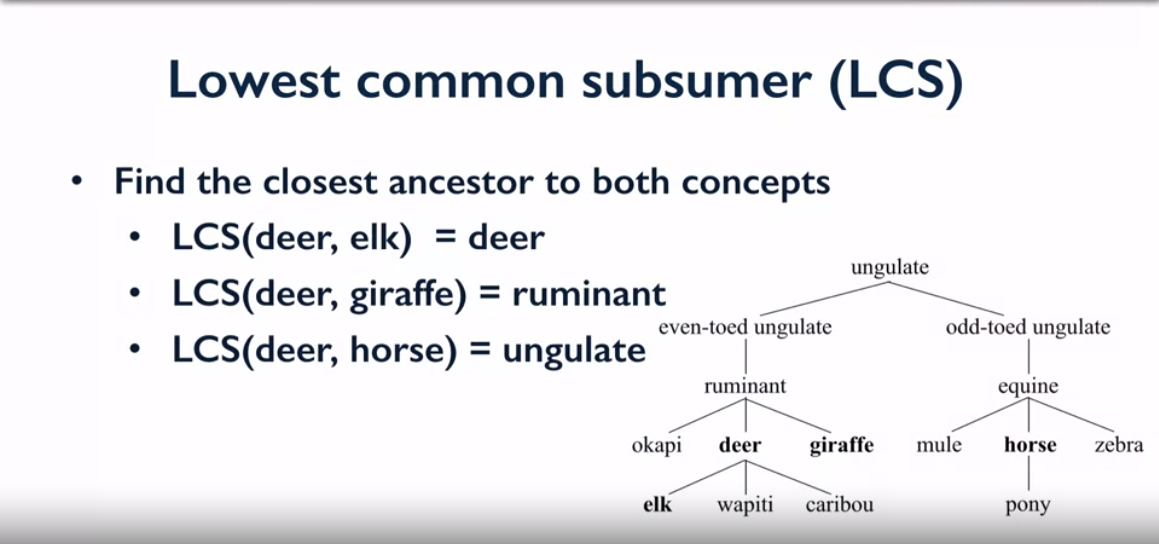 Lowest common subsumer (LCS)
• Find the closest ancestor to both concepts
• LCS(deer, elk) = deer
• LCS(deer, giraffe) = ruminant
• LCS(deer, horse) = ungulate
ungulate
even-toed ungulate odd-toed ungulate
ruminant equine
okapi deer giraffe mule horse zebra
elk wapiti caribou pony